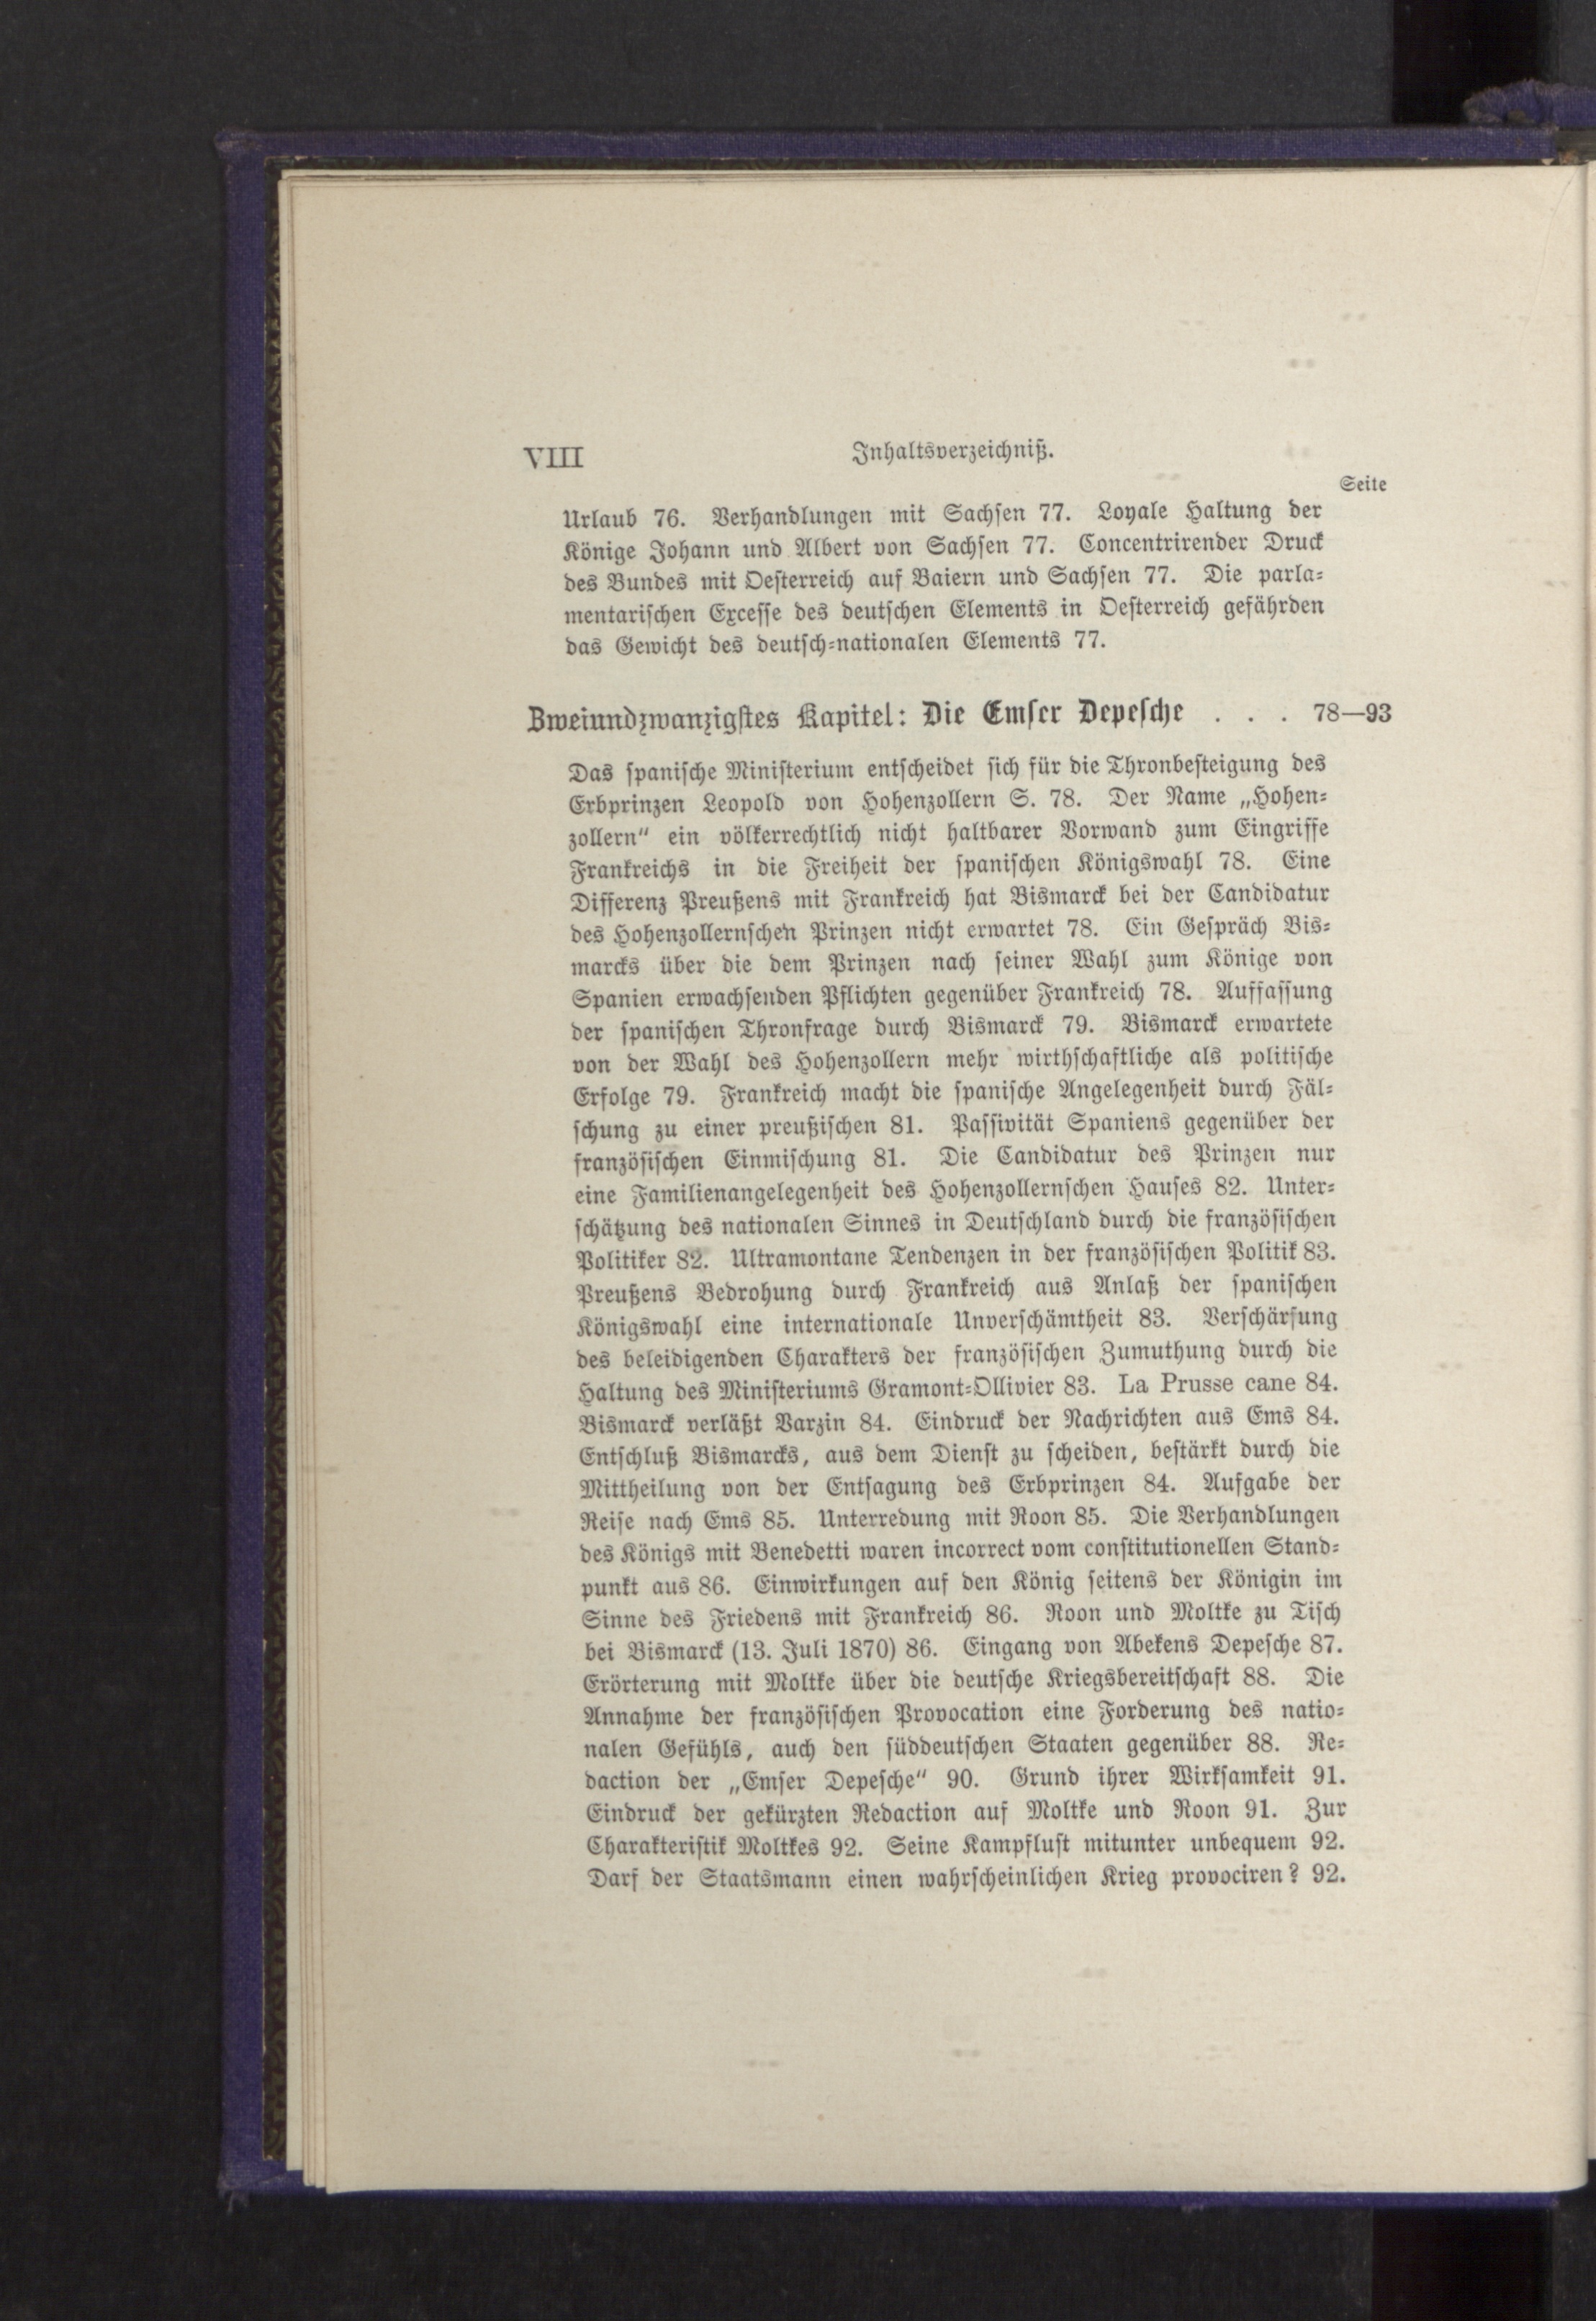 VIII
Inhaltsverzeichniß.
Seite
Urlaub 76. Verhandlungen mit Sachsen 77. Loyale Haltung der
Könige Johann und Albert von Sachsen 77. Concentrirender Druck
des Bundes mit Oesterreich auf Baiern und Sachsen 77. Die parla-
mentarischen Excesse des deutschen Elements in Oesterreich gefährden
das Gewicht des deutsch-nationalen Elements 77.
Zweiundzwanzigstes Kapitel: Die Emser Depesche . . . 78—93
Das spanische Ministerium entscheidet sich für die Thronbesteigung des
Erbprinzen Leopold von Hohenzollern S. 78. Der Name „Hohen-
zollern“ ein völkerrechtlich nicht haltbarer Vorwand zum Eingriffe
Frankreichs in die Freiheit der spanischen Königswahl 78. Eine
Differenz Preußens mit Frankreich hat Bismarck bei der Candidatur
des Hohenzollernschen Prinzen nicht erwartet 78. Ein Gespräch Bis-
marcks über die dem Prinzen nach seiner Wahl zum Könige von
Spanien erwachsenden Pflichten gegenüber Frankreich 78. Auffassung
der spanischen Thronfrage durch Bismarck 79. Bismarck erwartete
von der Wahl des Hohenzollern mehr wirthschaftliche als politische
Erfolge 79. Frankreich macht die spanische Angelegenheit durch Fäl-
schung zu einer preußischen 81. Passivität Spaniens gegenüber der
französischen Einmischung 81. Die Candidatur des Prinzen nur
eine Familienangelegenheit des Hohenzollernschen Hauses 82. Unter-
schätzung des nationalen Sinnes in Deutschland durch die französischen
Politiker 82. Ultramontane Tendenzen in der französischen Politik 83.
Preußens Bedrohung durch Frankreich aus Anlaß der spanischen
Königswahl eine internationale Unverschämtheit 83. Verschärfung
des beleidigenden Charakters der französischen Zumuthung durch die
Haltung des Ministeriums Gramont-Ollivier 83. La Prusse cane 84.
Bismarck verläßt Varzin 84. Eindruck der Nachrichten aus Ems 84.
Entschluß Bismarcks, aus dem Dienst zu scheiden, bestärkt durch die
Mittheilung von der Entsagung des Erbprinzen 84. Aufgabe der
Reise nach Ems 85. Unterredung mit Roon 85. Die Verhandlungen
des Königs mit Benedetti waren incorrect vom constitutionellen Stand-
punkt aus 86. Einwirkungen auf den König seitens der Königin im
Sinne des Friedens mit Frankreich 86. Roon und Moltke zu Tisch
bei Bismarck (13. Juli 1870) 86. Eingang von Abekens Depesche 87.
Erörterung mit Moltke über die deutsche Kriegsbereitschaft 88. Die
Annahme der französischen Provocation eine Forderung des natio-
nalen Gefühls, auch den süddeutschen Staaten gegenüber 88. Re-
daction der „Emser Depesche“ 90. Grund ihrer Wirksamkeit 91.
Eindruck der gekürzten Redaction auf Moltke und Roon 91. Zur
Charakteristik Moltkes 92. Seine Kampflust mitunter unbequem 92.
Darf der Staatsmann einen wahrscheinlichen Krieg provociren? 92.